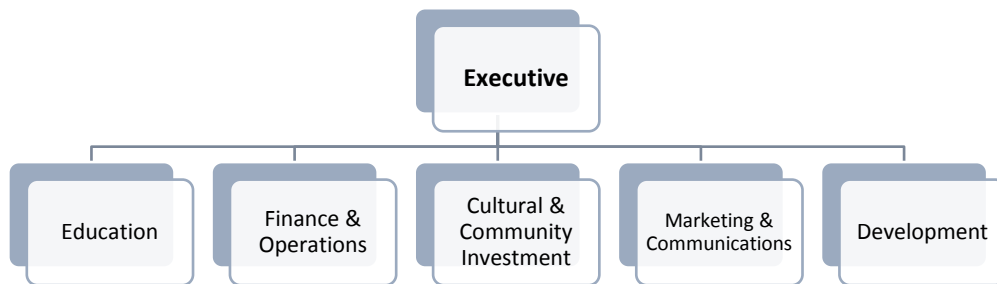 Executive
Education
Finance &
Operations
Cultural &
Community
Investment
Marketing &
Communications
Development